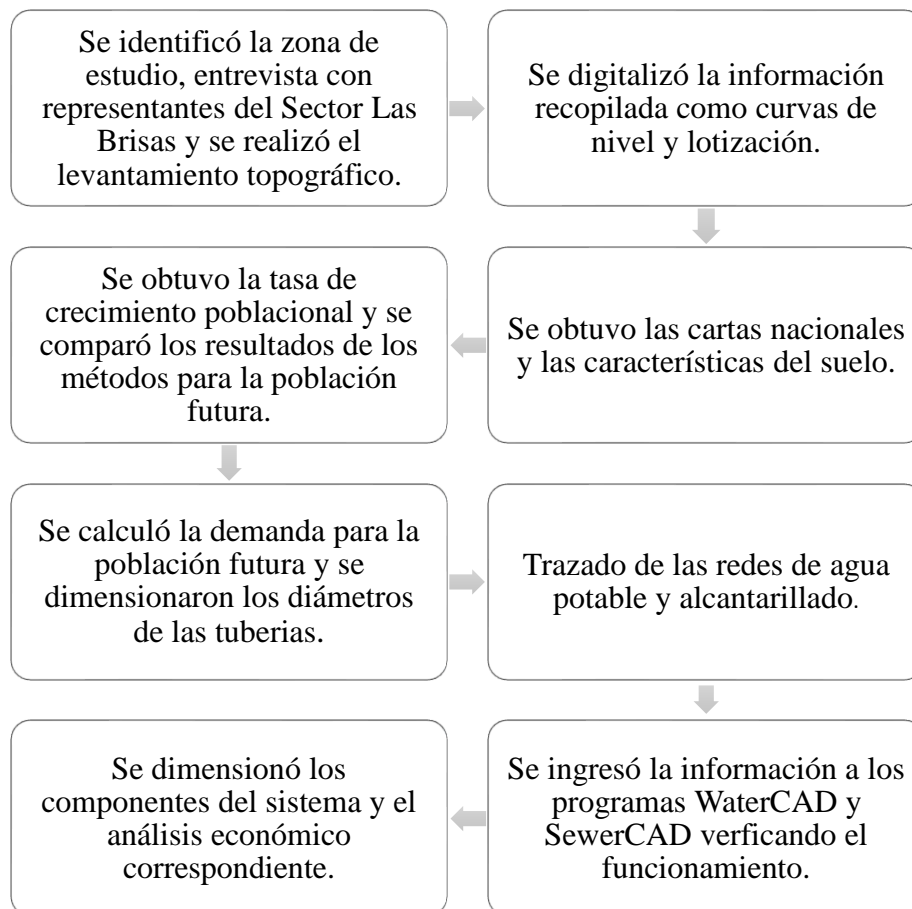 Se identificó la zona de
estudio, entrevista con
representantes del Sector Las
Brisas y se realizó el
levantamiento topográfico.
Se digitalizó la información
recopilada como curvas de
nivel y lotización.
Se obtuvo las cartas nacionales
y las características del suelo.
Se obtuvo la tasa de
crecimiento poblacional y se
comparó los resultados de los
métodos para la población
futura.
Se calculó la demanda para la
población futura y se
dimensionaron los diámetros
de las tuberias.
Trazado de las redes de agua
potable y alcantarillado.
Se ingresó la información a los
programas WaterCAD y
SewerCAD verficando el
funcionamiento.
Se dimensionó los
componentes del sistema y el
análisis económico
correspondiente.